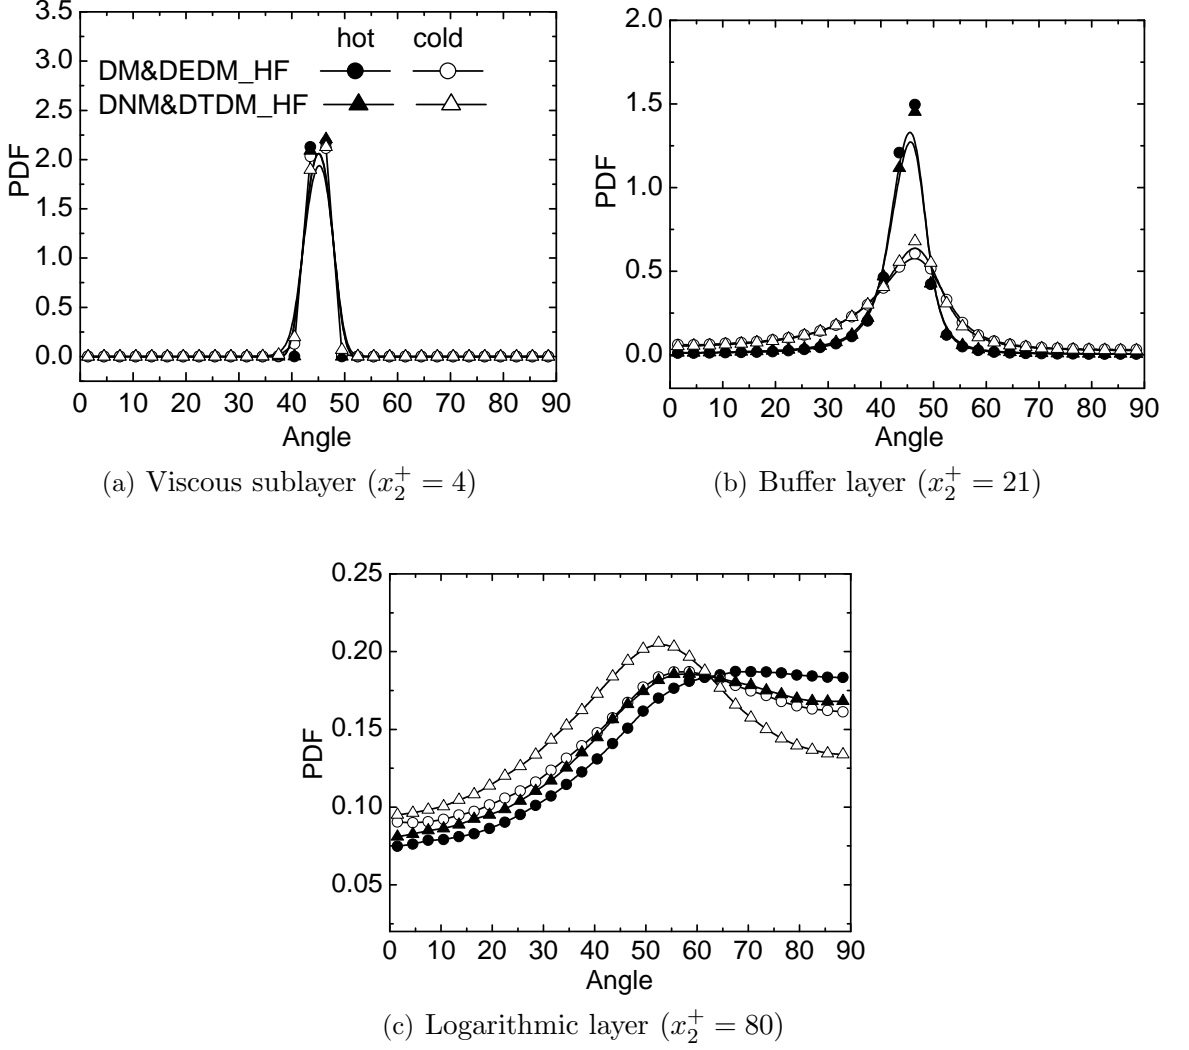 hot cold
DM&DEDM_HF
DNM&DTDM_HF
3.5
3.0
2.5
2.0
1.5
1.0
0.5
0.0
PDF
0 10 20 30 40 50 60 70 80 90
Angle
(a) Viscous sublayer (x₂⁺ = 4)
2.0
1.5
1.0
0.5
0.0
PDF
0 10 20 30 40 50 60 70 80 90
Angle
(b) Buffer layer (x₂⁺ = 21)
0.25
0.20
0.15
0.10
0.05
PDF
0 10 20 30 40 50 60 70 80 90
Angle
(c) Logarithmic layer (x₂⁺ = 80)